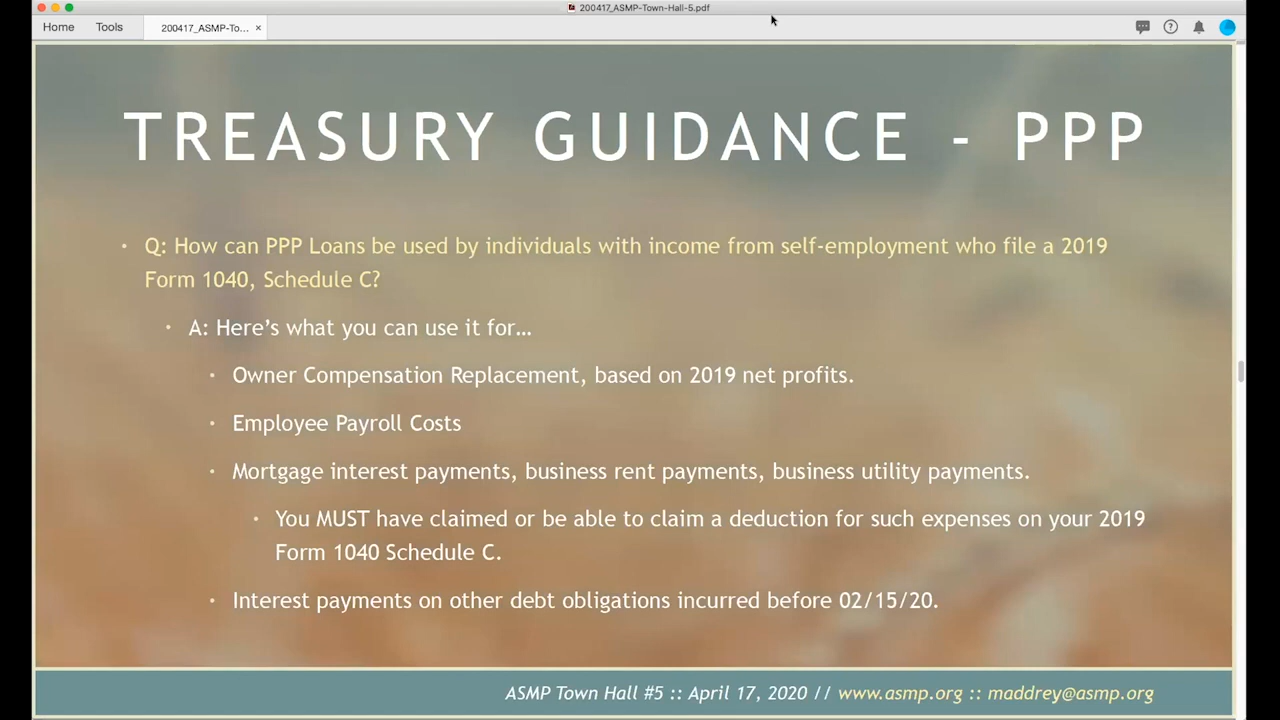 200417_ASMP-Town-Hall-5.pdf
Home Tools 200417_ASMP-To... ×
TREASURY GUIDANCE - PPP
• Q: How can PPP Loans be used by individuals with income from self-employment who file a 2019
Form 1040, Schedule C?
• A: Here’s what you can use it for…
• Owner Compensation Replacement, based on 2019 net profits.
• Employee Payroll Costs
• Mortgage interest payments, business rent payments, business utility payments.
• You MUST have claimed or be able to claim a deduction for such expenses on your 2019
Form 1040 Schedule C.
• Interest payments on other debt obligations incurred before 02/15/20.
ASMP Town Hall #5 :: April 17, 2020 // www.asmp.org :: maddrey@asmp.org